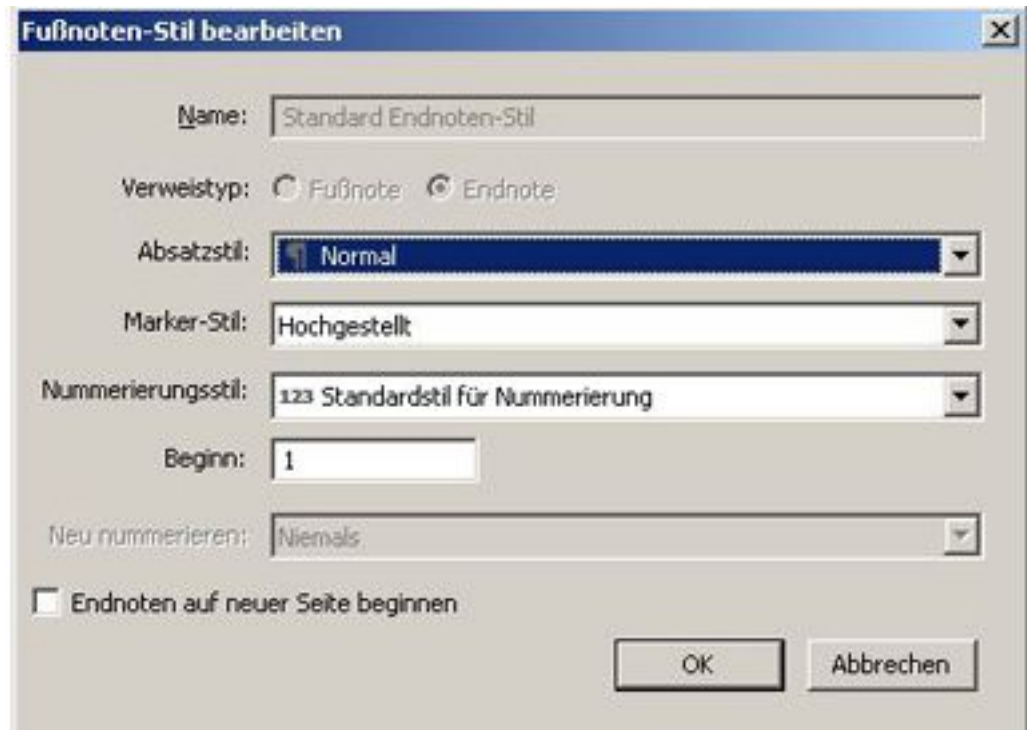 Fußnoten-Stil bearbeiten
Name: Standard Endnoten-Stil
Verweistyp: Fußnote Endnote
Absatzstil: ¶ Normal
Marker-Stil: Hochgestellt
Nummerierungsstil: 123 Standardstil für Nummerierung
Beginn: 1
Neu nummerieren: Niemals
Endnoten auf neuer Seite beginnen
OK Abbrechen